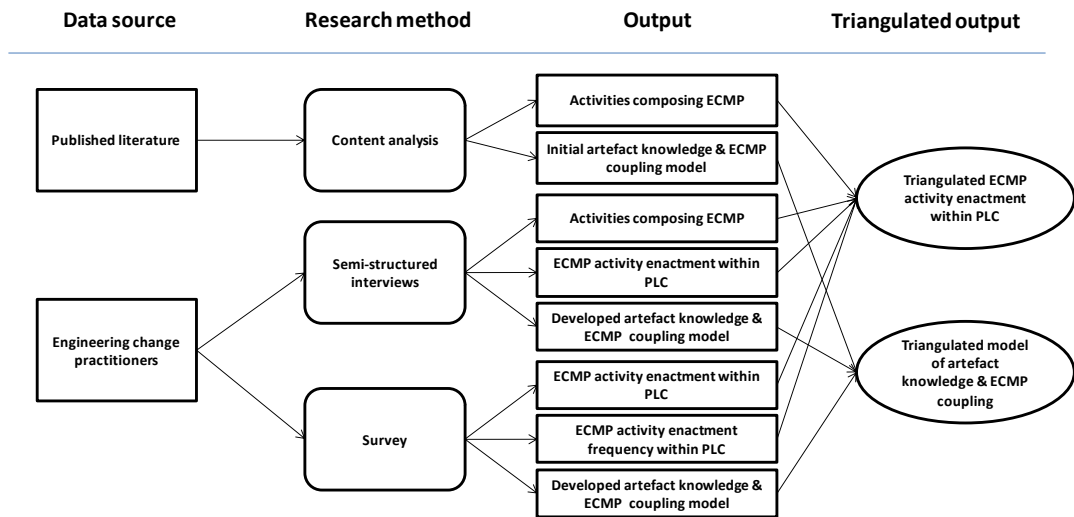 Data source
Research method
Output
Triangulated output
Published literature
Content analysis
Activities composing ECMP
Initial artefact knowledge & ECMP
coupling model
Engineering change
practitioners
Semi-structured
interviews
Activities composing ECMP
ECMP activity enactment within
PLC
Developed artefact knowledge &
ECMP  coupling model
Survey
ECMP activity enactment within
PLC
ECMP activity enactment
frequency within PLC
Developed artefact knowledge &
ECMP  coupling model
Triangulated ECMP
activity enactment
within PLC
Triangulated model
of artefact
knowledge & ECMP
coupling